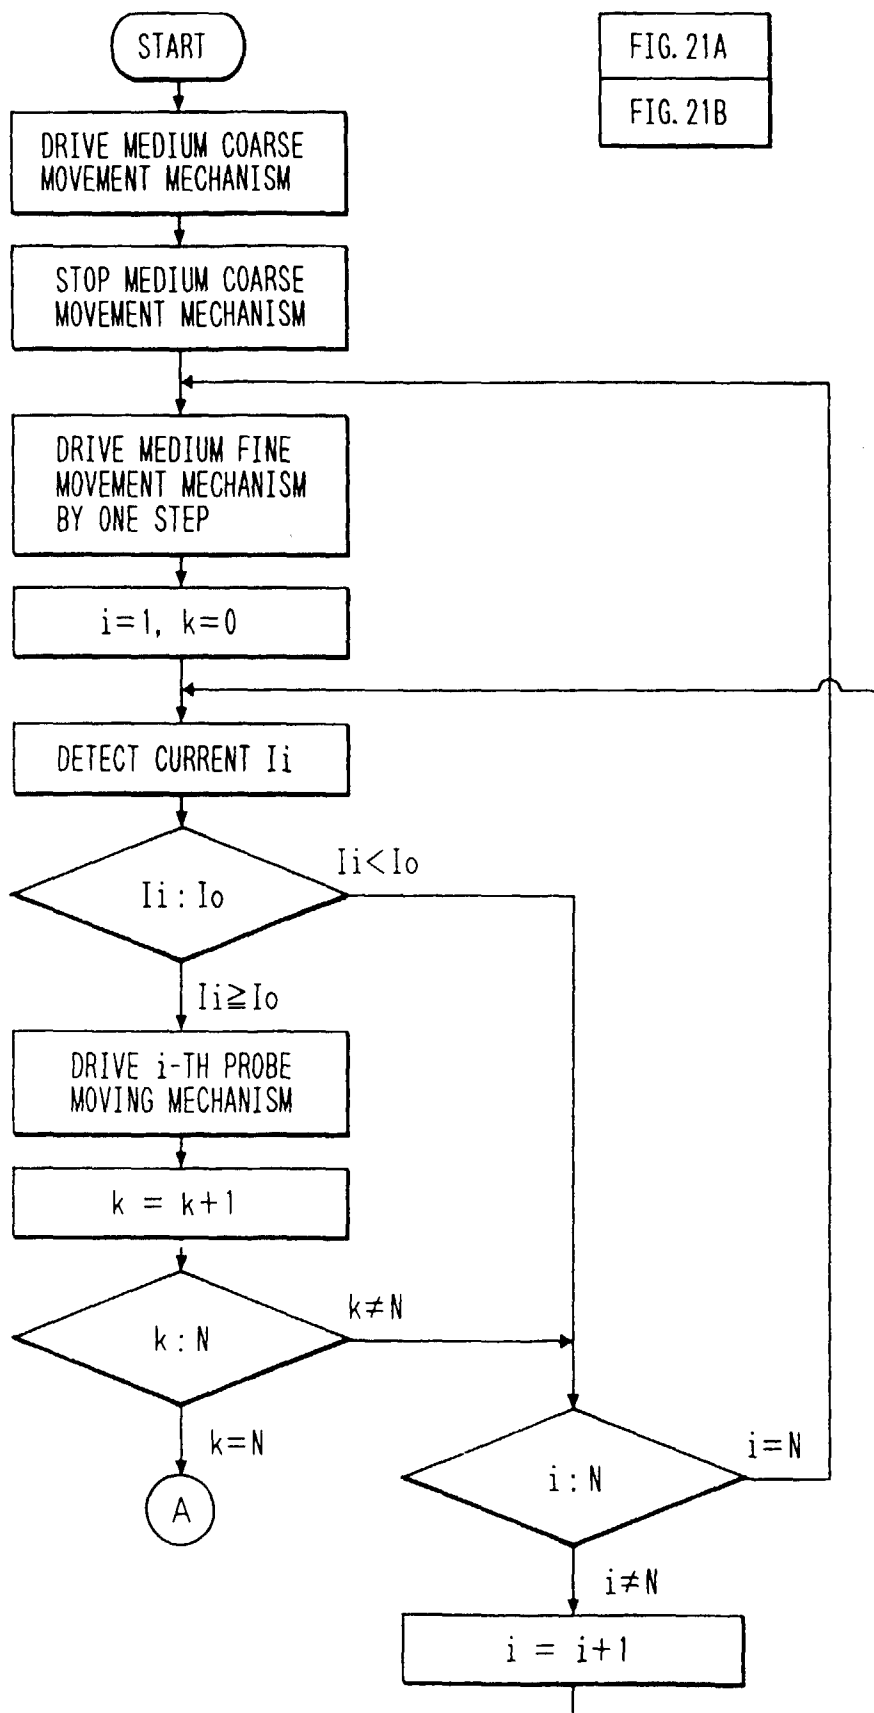 START
FIG. 21A
FIG. 21B
DRIVE MEDIUM COARSE
MOVEMENT MECHANISM
STOP MEDIUM COARSE
MOVEMENT MECHANISM
DRIVE MEDIUM FINE
MOVEMENT MECHANISM
BY ONE STEP
i=1, k=0
DETECT CURRENT Ii
Ii<Io
Ii : Io
Ii≧Io
DRIVE i-TH PROBE
MOVING MECHANISM
k = k+1
k≠N
k : N
k=N
A
i=N
i : N
i≠N
i = i+1